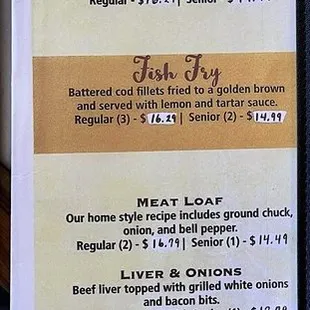 Fish Fry
Battered cod fillets fried to a golden brown
and served with lemon and tartar sauce.
Regular (3) - $16.29 | Senior (2) - $14.99
MEAT LOAF
Our home style recipe includes ground chuck,
onion, and bell pepper.
Regular (2) - $16.79 | Senior (1) - $14.49
LIVER & ONIONS
Beef liver topped with grilled white onions
and bacon bits.